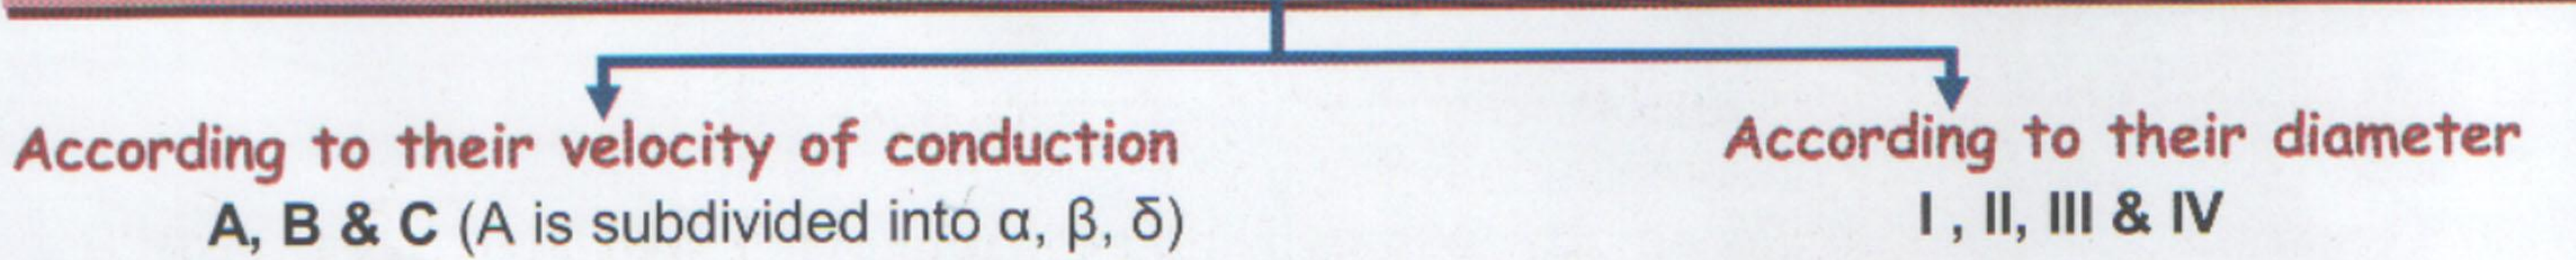 According to their velocity of conduction
A, B & C (A is subdivided into α, β, δ)
According to their diameter
I , II, III & IV